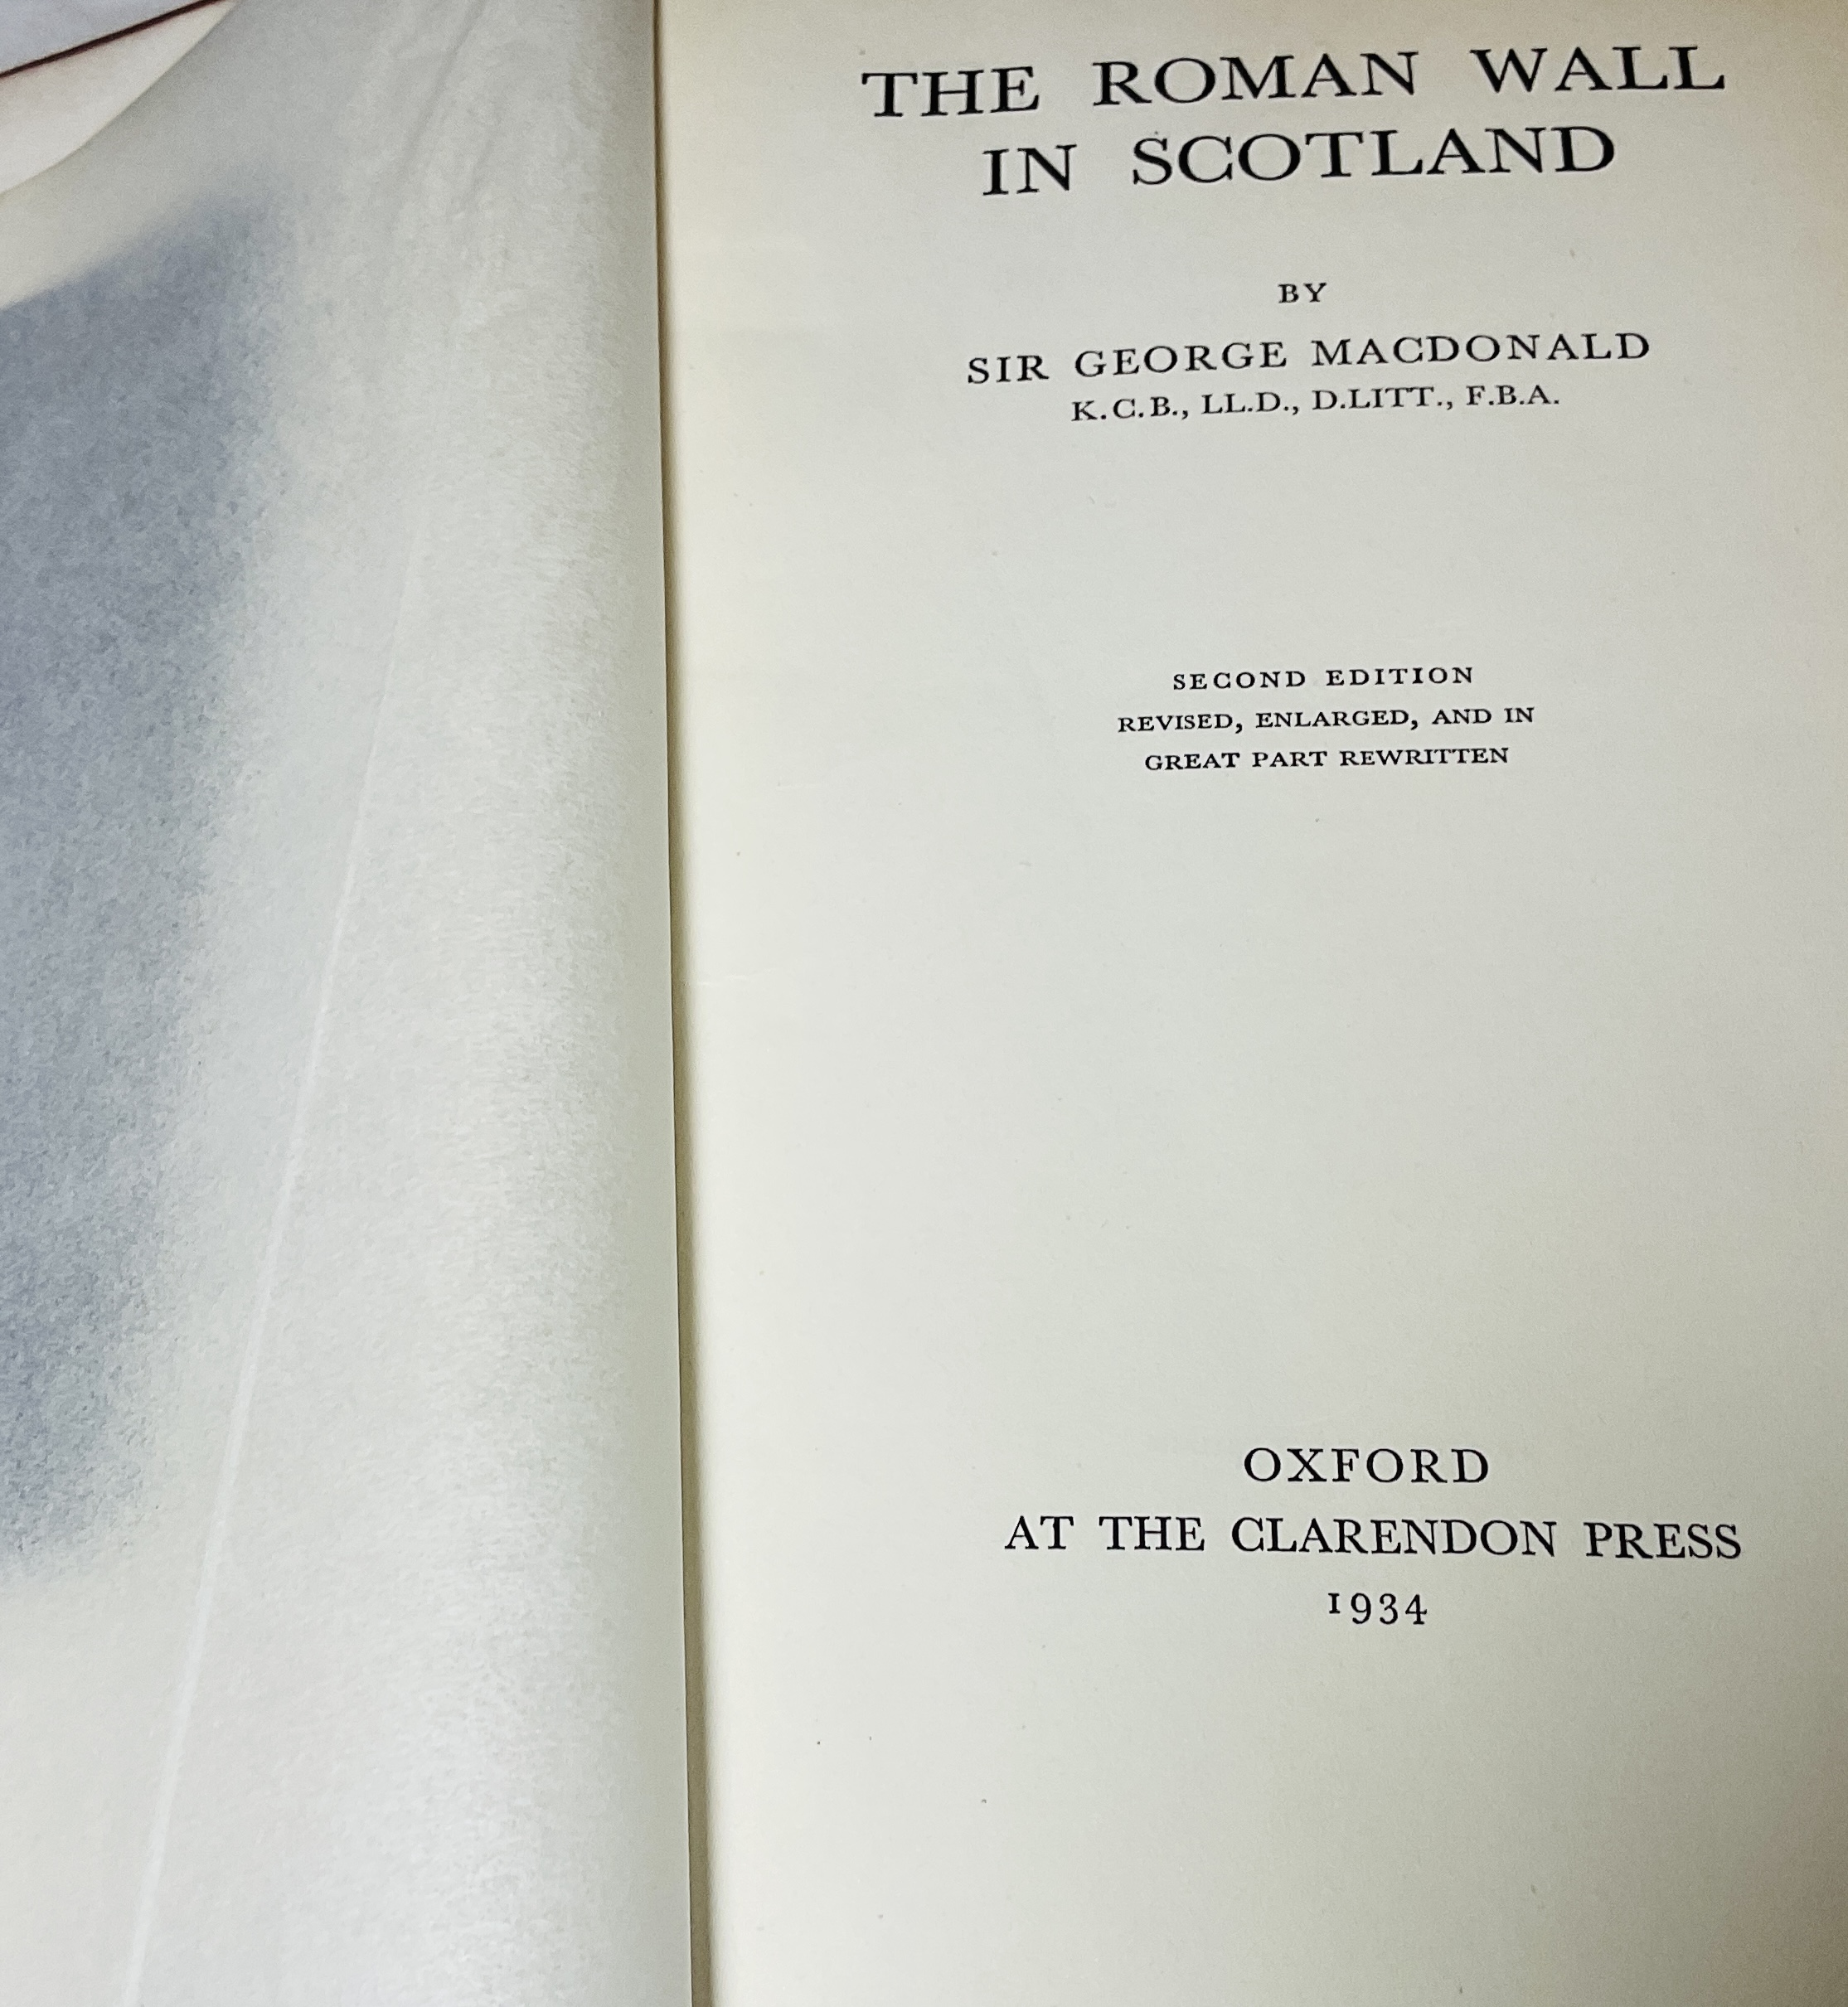 THE ROMAN WALL
IN SCOTLAND
BY
SIR GEORGE MACDONALD
K.C.B., LL.D., D.LITT., F.B.A.
SECOND EDITION
REVISED, ENLARGED, AND IN
GREAT PART REWRITTEN
OXFORD
AT THE CLARENDON PRESS
1934